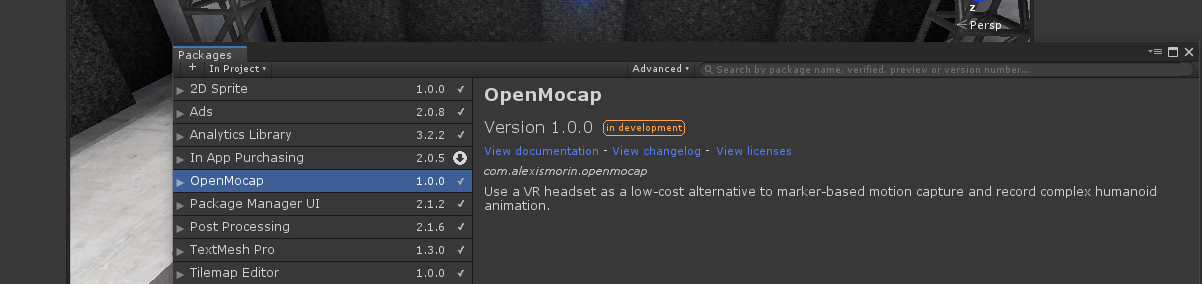 z
Persp
Packages
+ In Project Advanced Search by package name, verified, preview or version number...
2D Sprite 1.0.0
Ads 2.0.8
Analytics Library 3.2.2
In App Purchasing 2.0.5
OpenMocap 1.0.0
Package Manager UI 2.1.2
Post Processing 2.1.6
TextMesh Pro 1.3.0
Tilemap Editor 1.0.0
OpenMocap
Version 1.0.0 in development
View documentation - View changelog - View licenses
com.alexismorin.openmocap
Use a VR headset as a low-cost alternative to marker-based motion capture and record complex humanoid
animation.